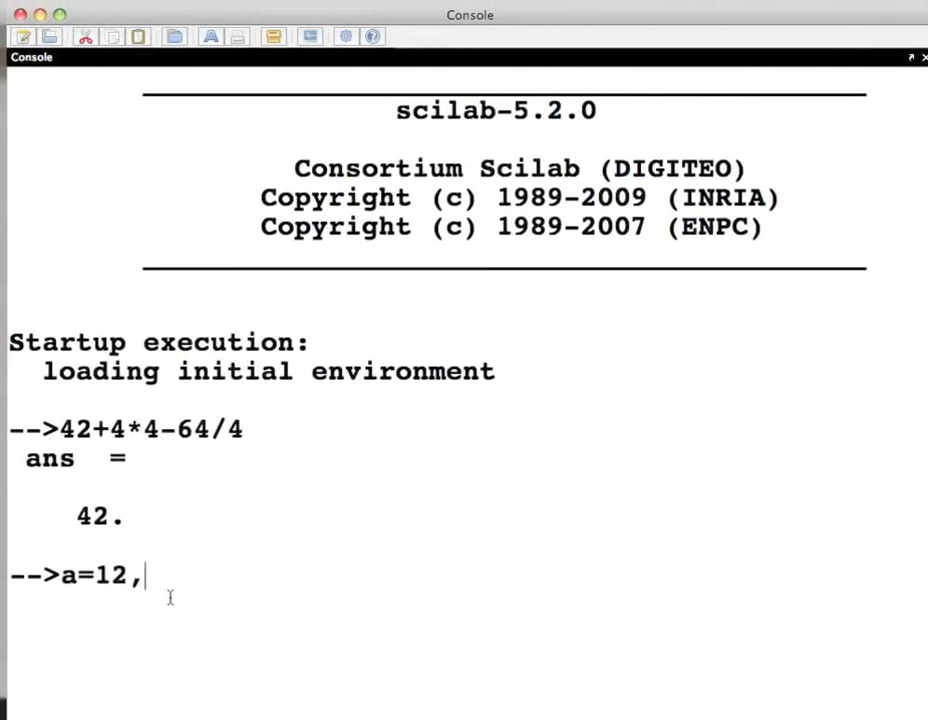 Console
Console
scilab-5.2.0
Consortium Scilab (DIGITEO)
Copyright (c) 1989-2009 (INRIA)
Copyright (c) 1989-2007 (ENPC)
Startup execution:
loading initial environment
-->42+4*4-64/4
ans =
42.
-->a=12,